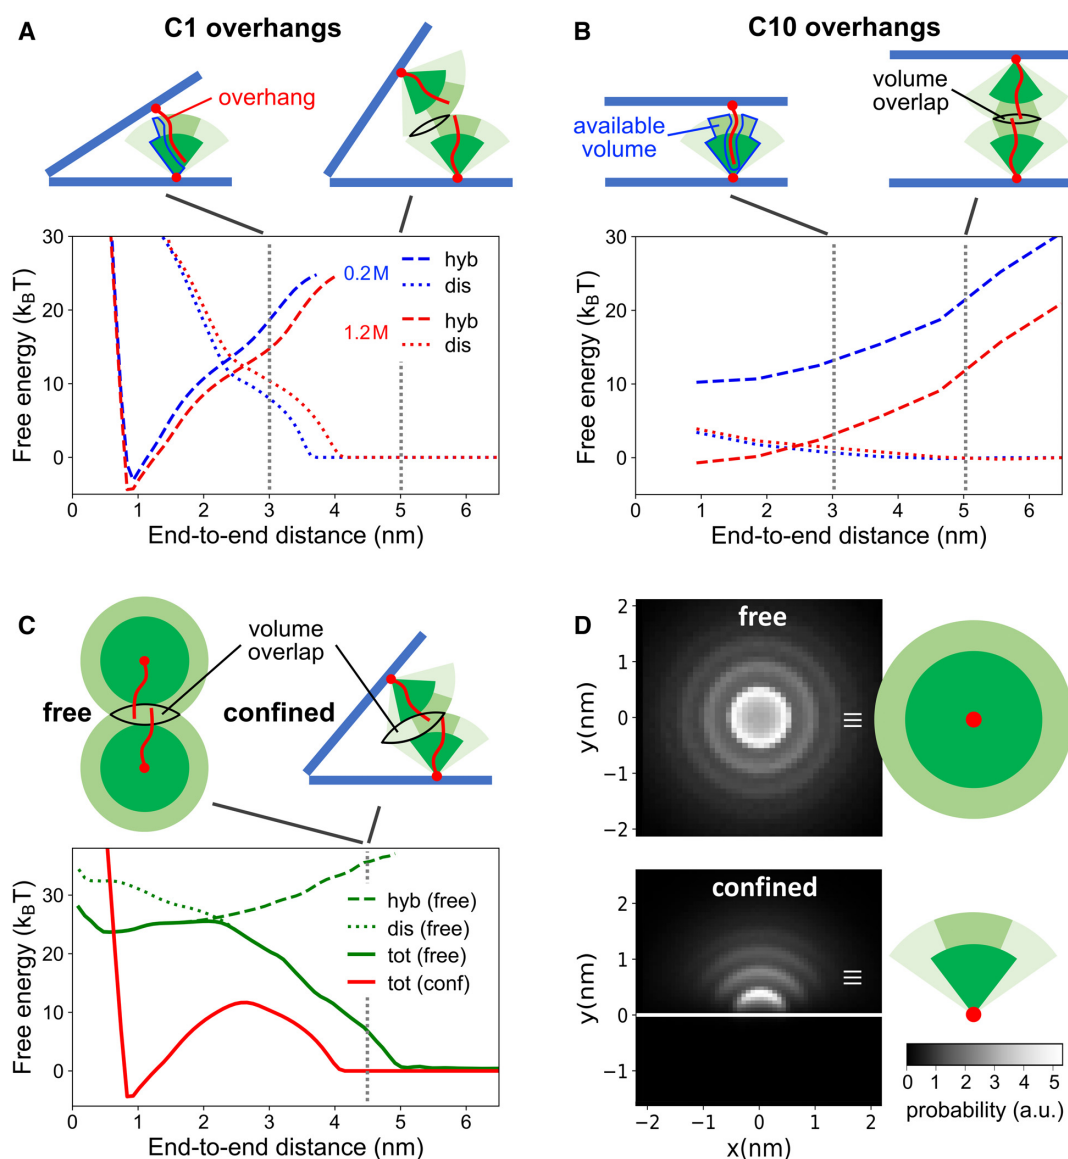 A
C1 overhangs
overhang
30
20
10
0
Free energy (kBT)
0.2 M
hyb
dis
1.2 M
hyb
dis
0 1 2 3 4 5 6
End-to-end distance (nm)
B
C10 overhangs
volume
overlap
available
volume
30
20
10
0
Free energy (kBT)
0 1 2 3 4 5 6
End-to-end distance (nm)
C
volume
overlap
free
confined
30
20
10
0
Free energy (kBT)
hyb (free)
dis (free)
tot (free)
tot (conf)
0 1 2 3 4 5 6
End-to-end distance (nm)
D
free
2
1
0
−1
−2
y(nm)
≡
confined
2
1
0
−1
y(nm)
≡
−2 0 2
x(nm)
0 1 2 3 4 5
probability (a.u.)